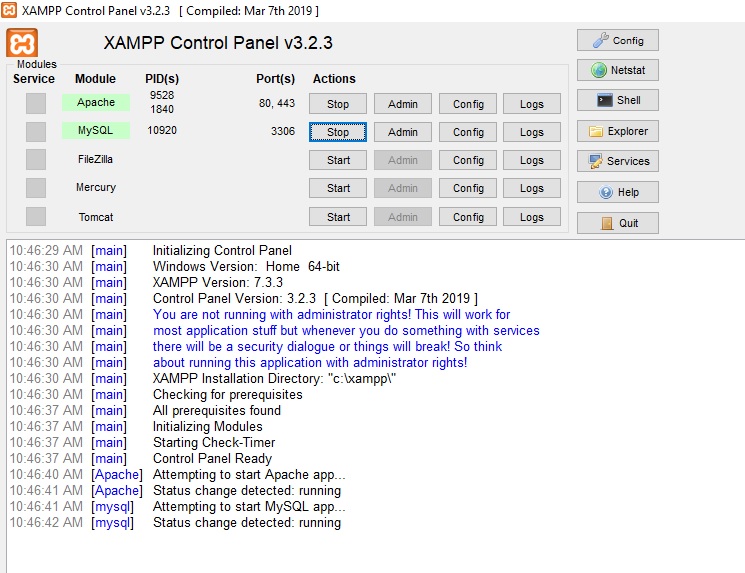 XAMPP Control Panel v3.2.3 [ Compiled: Mar 7th 2019 ]
XAMPP Control Panel v3.2.3
Config
Modules
Service Module PID(s) Port(s) Actions
Netstat
Apache 9528 1840 80, 443 Stop Admin Config Logs
Shell
MySQL 10920 3306 Stop Admin Config Logs
Explorer
FileZilla Start Admin Config Logs
Services
Mercury Start Admin Config Logs
Help
Tomcat Start Admin Config Logs
Quit
10:46:29 AM [main] Initializing Control Panel
10:46:30 AM [main] Windows Version: Home 64-bit
10:46:30 AM [main] XAMPP Version: 7.3.3
10:46:30 AM [main] Control Panel Version: 3.2.3 [ Compiled: Mar 7th 2019 ]
10:46:30 AM [main] You are not running with administrator rights! This will work for
10:46:30 AM [main] most application stuff but whenever you do something with services
10:46:30 AM [main] there will be a security dialogue or things will break! So think
10:46:30 AM [main] about running this application with administrator rights!
10:46:30 AM [main] XAMPP Installation Directory: "c:\xampp\"
10:46:30 AM [main] Checking for prerequisites
10:46:37 AM [main] All prerequisites found
10:46:37 AM [main] Initializing Modules
10:46:37 AM [main] Starting Check-Timer
10:46:37 AM [main] Control Panel Ready
10:46:40 AM [Apache] Attempting to start Apache app...
10:46:41 AM [Apache] Status change detected: running
10:46:41 AM [mysql] Attempting to start MySQL app...
10:46:42 AM [mysql] Status change detected: running